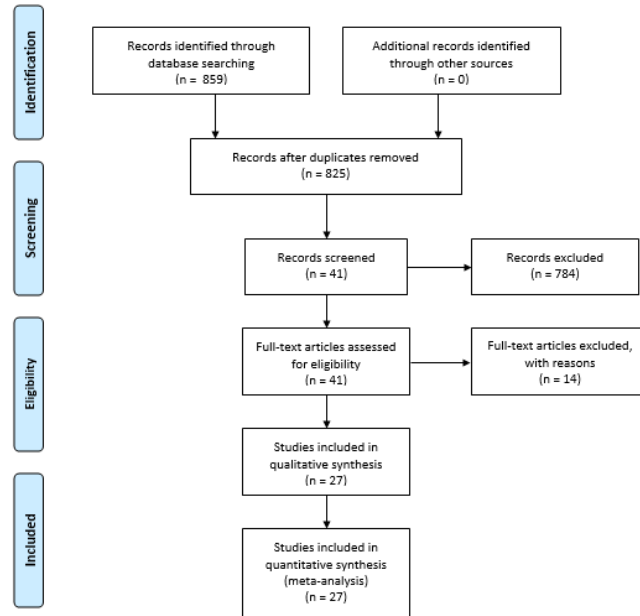 Identification
Records identified through
database searching
(n = 859)
Additional records identified
through other sources
(n = 0)
Records after duplicates removed
(n = 825)
Screening
Records screened
(n = 41)
Records excluded
(n = 784)
Eligibility
Full-text articles assessed
for eligibility
(n = 41)
Full-text articles excluded,
with reasons
(n = 14)
Studies included in
qualitative synthesis
(n = 27)
Included
Studies included in
quantitative synthesis
(meta-analysis)
(n = 27)